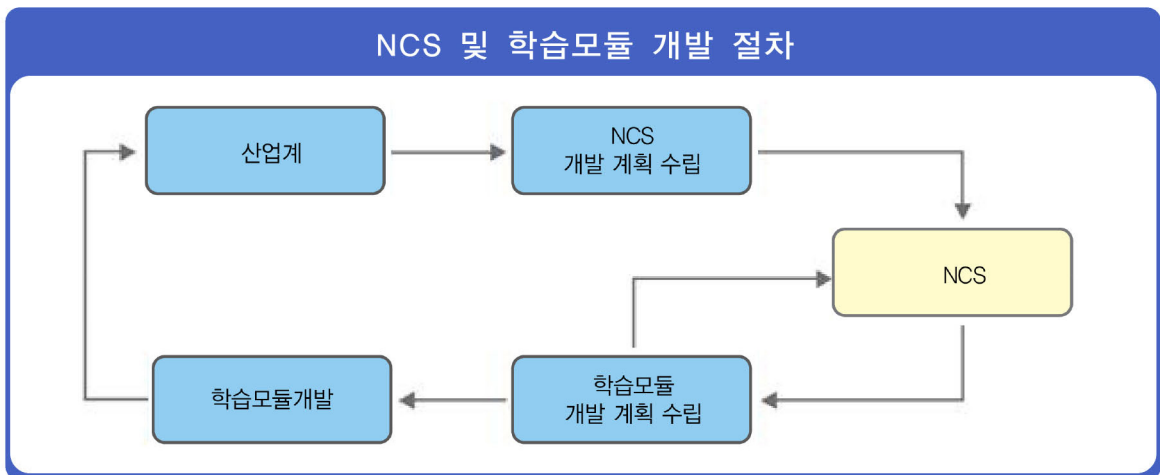 NCS 및 학습모듈 개발 절차
산업계
NCS
개발 계획 수립
NCS
학습모듈개발
학습모듈
개발 계획 수립